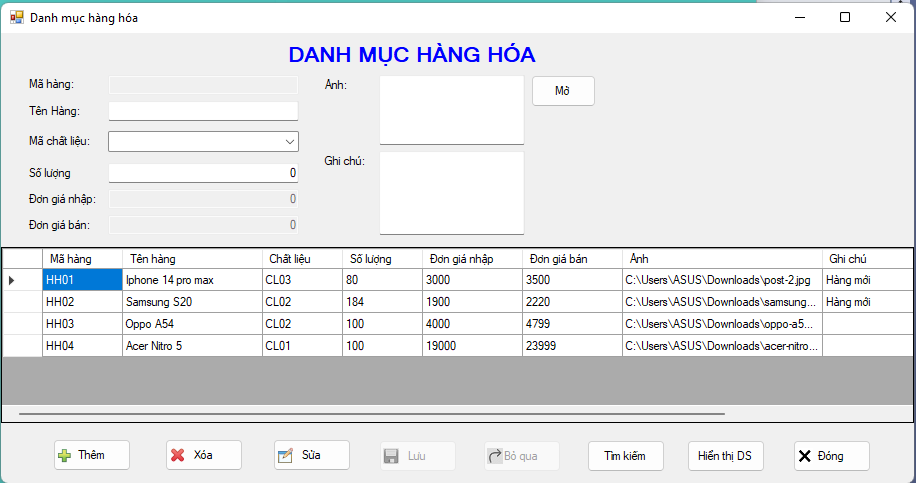 Danh mục hàng hóa
DANH MỤC HÀNG HÓA
Mã hàng:
Ảnh:
Mở
Tên Hàng:
Mã chất liệu:
Ghi chú:
Số lượng 0
Đơn giá nhập: 0
Đơn giá bán: 0
Mã hàng Tên hàng Chất liệu Số lượng Đơn giá nhập Đơn giá bán Ảnh Ghi chú
HH01 Iphone 14 pro max CL03 80 3000 3500 C:\Users\ASUS\Downloads\post-2.jpg Hàng mới
HH02 Samsung S20 CL02 184 1900 2220 C:\Users\ASUS\Downloads\samsung... Hàng mới
HH03 Oppo A54 CL02 100 4000 4799 C:\Users\ASUS\Downloads\oppo-a5...
HH04 Acer Nitro 5 CL01 100 19000 23999 C:\Users\ASUS\Downloads\acer-nitro...
Thêm Xóa Sửa Lưu Bỏ qua Tìm kiếm Hiển thị DS Đóng